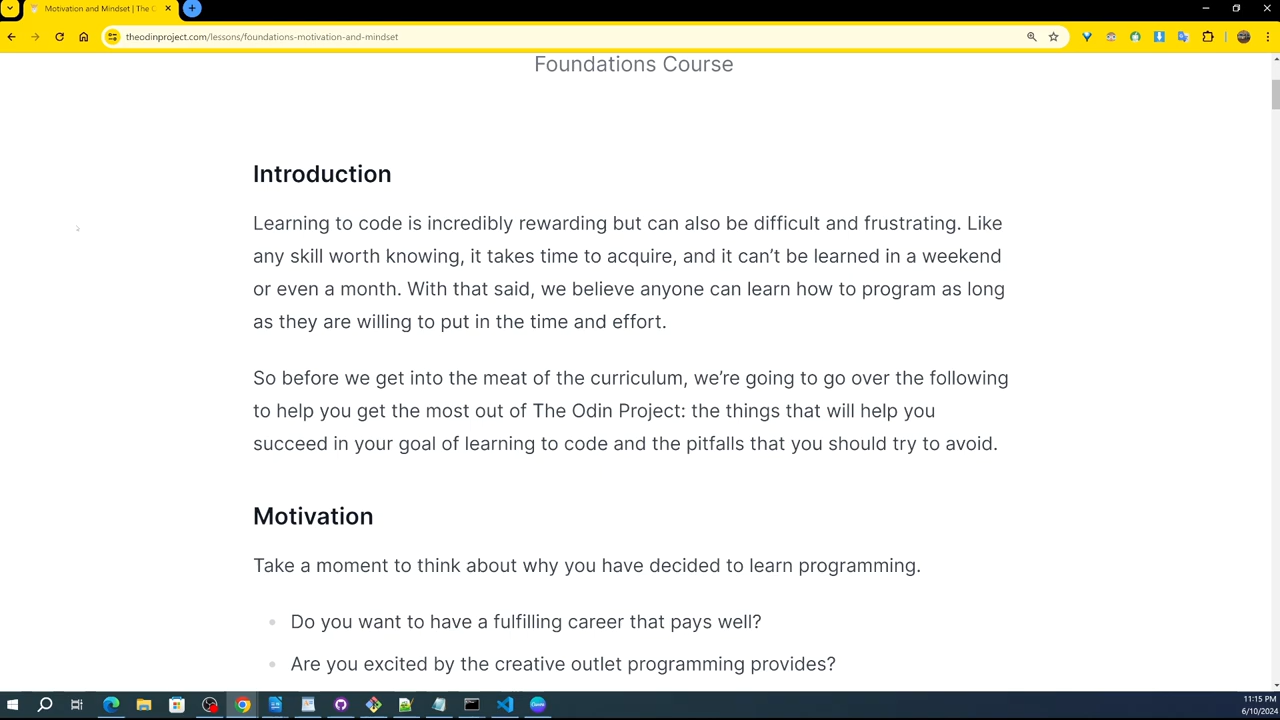 Motivation and Mindset | The O
theodinproject.com/lessons/foundations-motivation-and-mindset
Foundations Course
Introduction
Learning to code is incredibly rewarding but can also be difficult and frustrating. Like
any skill worth knowing, it takes time to acquire, and it can’t be learned in a weekend
or even a month. With that said, we believe anyone can learn how to program as long
as they are willing to put in the time and effort.
So before we get into the meat of the curriculum, we’re going to go over the following
to help you get the most out of The Odin Project: the things that will help you
succeed in your goal of learning to code and the pitfalls that you should try to avoid.
Motivation
Take a moment to think about why you have decided to learn programming.
Do you want to have a fulfilling career that pays well?
Are you excited by the creative outlet programming provides?
11:15 PM
6/10/2024